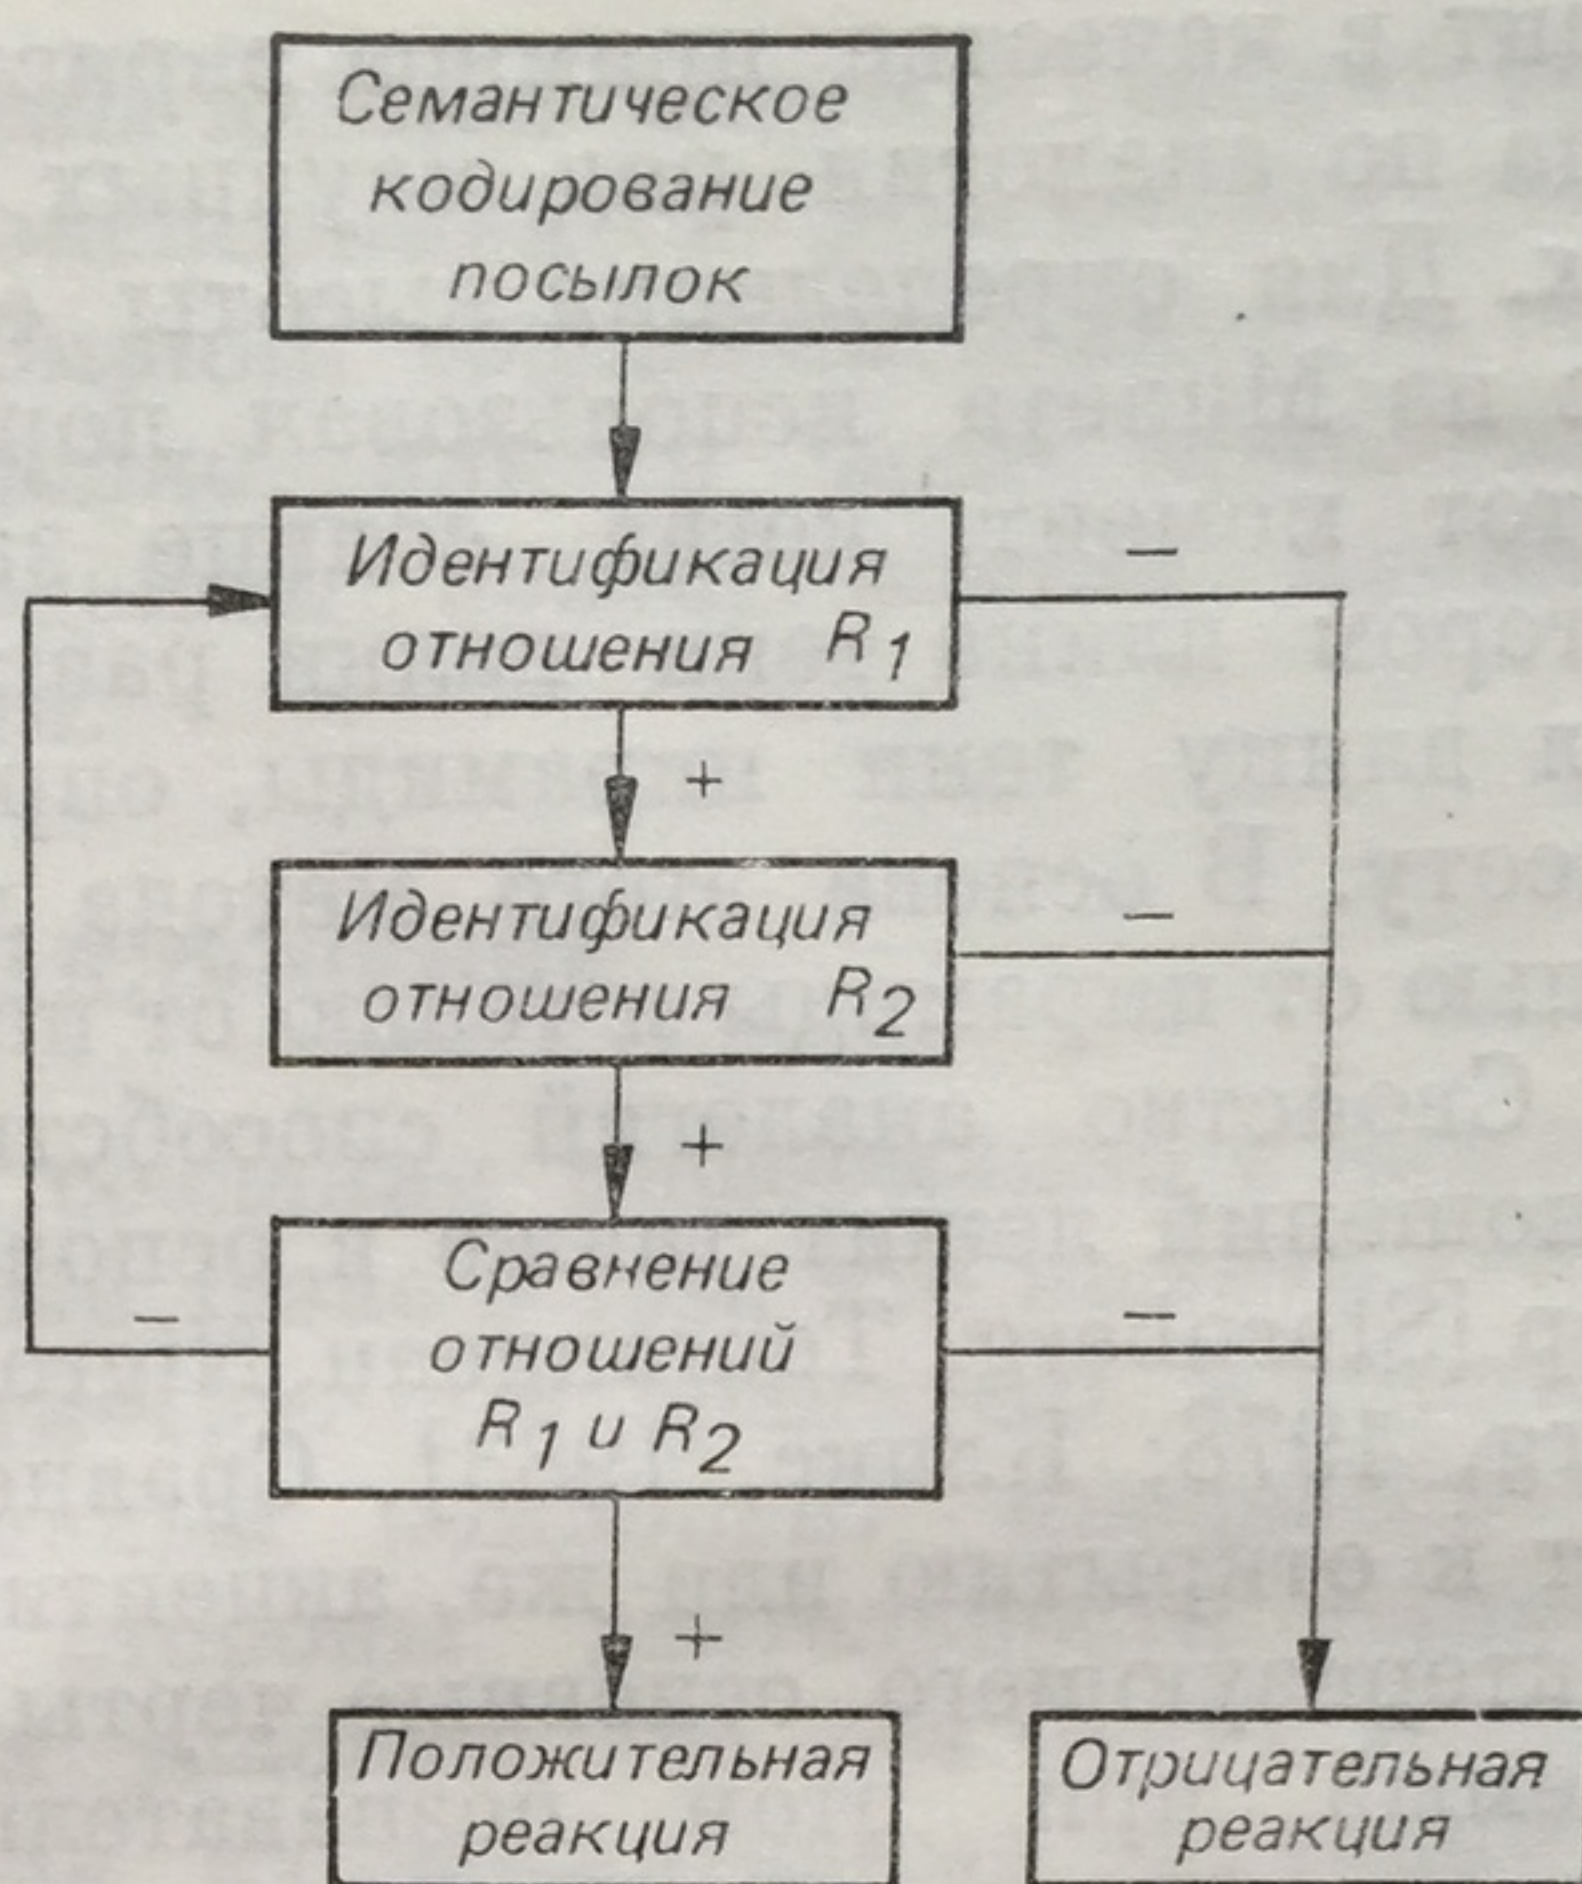 Семантическое
кодирование
посылок
Идентификация
отношения R1
−
+
Идентификация
отношения R2
−
+
Сравнение
отношений
R1 и R2
−
−
+
Положительная
реакция
Отрицательная
реакция